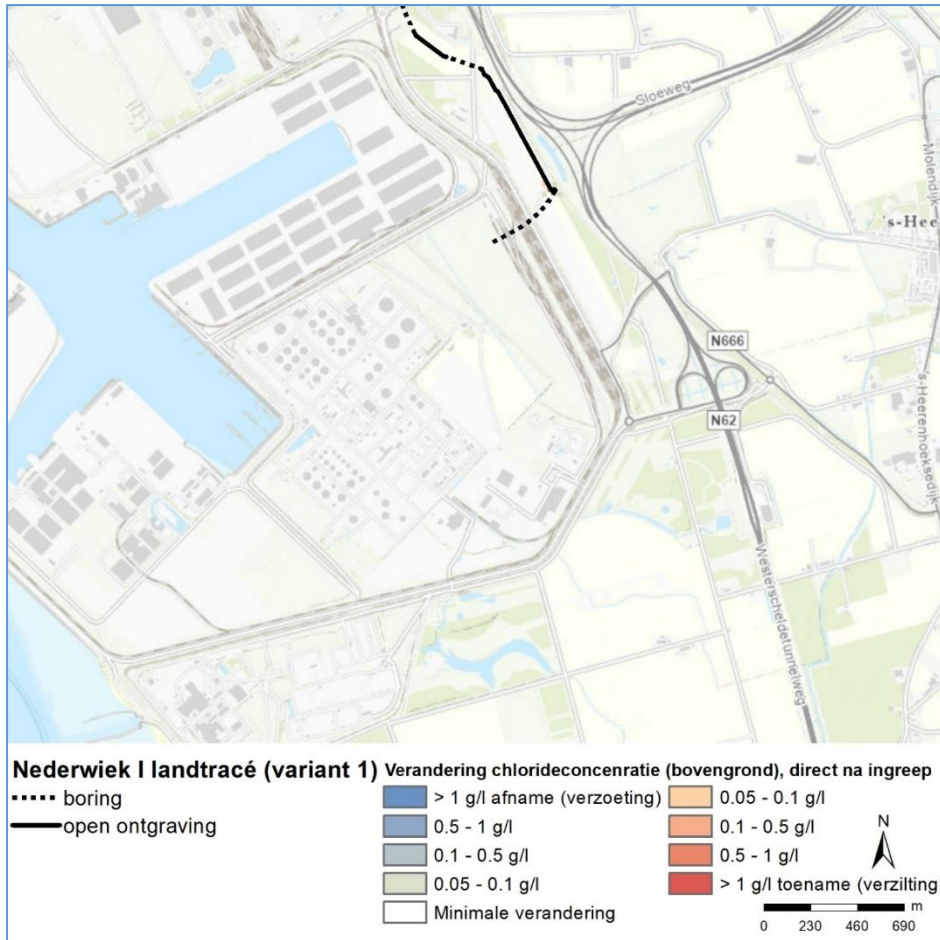 Sloeweg
Molendijk
's-Hee
N666
N62
's-Heerenhoeksedijk
Westerscheldetunnelweg
Nederwiek I landtracé (variant 1)
boring
open ontgraving
Verandering chlorideconcenratie (bovengrond), direct na ingreep
> 1 g/l afname (verzoeting)
0.5 - 1 g/l
0.1 - 0.5 g/l
0.05 - 0.1 g/l
Minimale verandering
0.05 - 0.1 g/l
0.1 - 0.5 g/l
0.5 - 1 g/l
> 1 g/l toename (verzilting
N
m
0 230 460 690